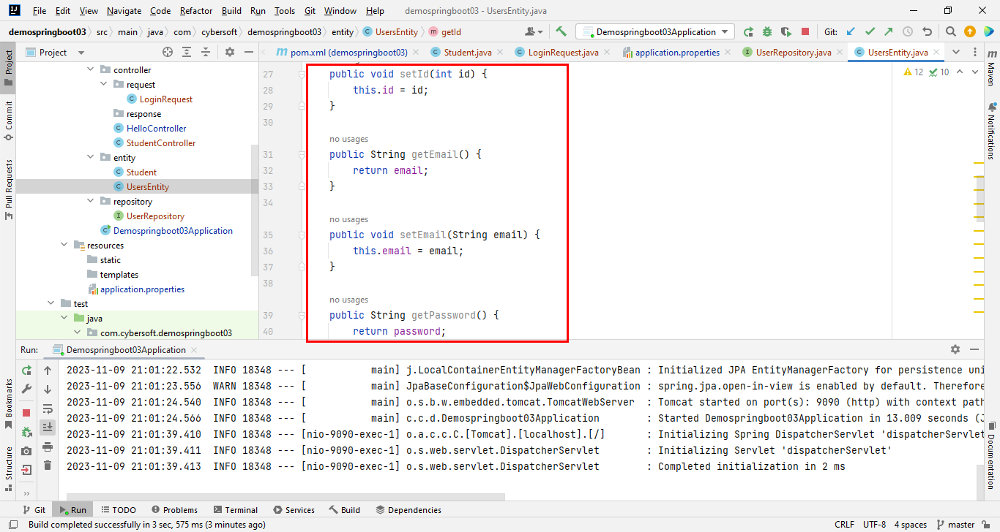 File Edit View Navigate Code Refactor Build Run Tools Git Window Help demospringboot03 - UsersEntity.java
demospringboot03 src main java com cybersoft demospringboot03 entity UsersEntity getId Demospringboot03Application Git:
Project
pom.xml (demospringboot03) Student.java LoginRequest.java application.properties UserRepository.java UsersEntity.java
Project
Commit
Pull Requests
Bookmarks
Structure
controller
request
LoginRequest
response
HelloController
StudentController
entity
Student
UsersEntity
repository
UserRepository
Demospringboot03Application
resources
static
templates
application.properties
test
java
com.cybersoft.demospringboot03
12 10
27 public void setId(int id) {
28 this.id = id;
29 }
30
no usages
31 public String getEmail() {
32 return email;
33 }
34
no usages
35 public void setEmail(String email) {
36 this.email = email;
37 }
38
no usages
39 public String getPassword() {
40 return password;
m
Maven
Notifications
Documentation
Run: Demospringboot03Application
2023-11-09 21:01:22.532 INFO 18348 --- [ main] j.LocalContainerEntityManagerFactoryBean : Initialized JPA EntityManagerFactory for persistence uni
2023-11-09 21:01:23.556 WARN 18348 --- [ main] JpaBaseConfiguration$JpaWebConfiguration : spring.jpa.open-in-view is enabled by default. Therefore
2023-11-09 21:01:24.540 INFO 18348 --- [ main] o.s.b.w.embedded.tomcat.TomcatWebServer : Tomcat started on port(s): 9090 (http) with context path
2023-11-09 21:01:24.566 INFO 18348 --- [ main] c.c.d.Demospringboot03Application : Started Demospringboot03Application in 13.009 seconds (J
2023-11-09 21:01:39.410 INFO 18348 --- [nio-9090-exec-1] o.a.c.c.C.[Tomcat].[localhost].[/] : Initializing Spring DispatcherServlet 'dispatcherServlet
2023-11-09 21:01:39.411 INFO 18348 --- [nio-9090-exec-1] o.s.web.servlet.DispatcherServlet : Initializing Servlet 'dispatcherServlet'
2023-11-09 21:01:39.413 INFO 18348 --- [nio-9090-exec-1] o.s.web.servlet.DispatcherServlet : Completed initialization in 2 ms
Git Run TODO Problems Terminal Services Build Dependencies
Build completed successfully in 3 sec, 575 ms (3 minutes ago) CRLF UTF-8 4 spaces master